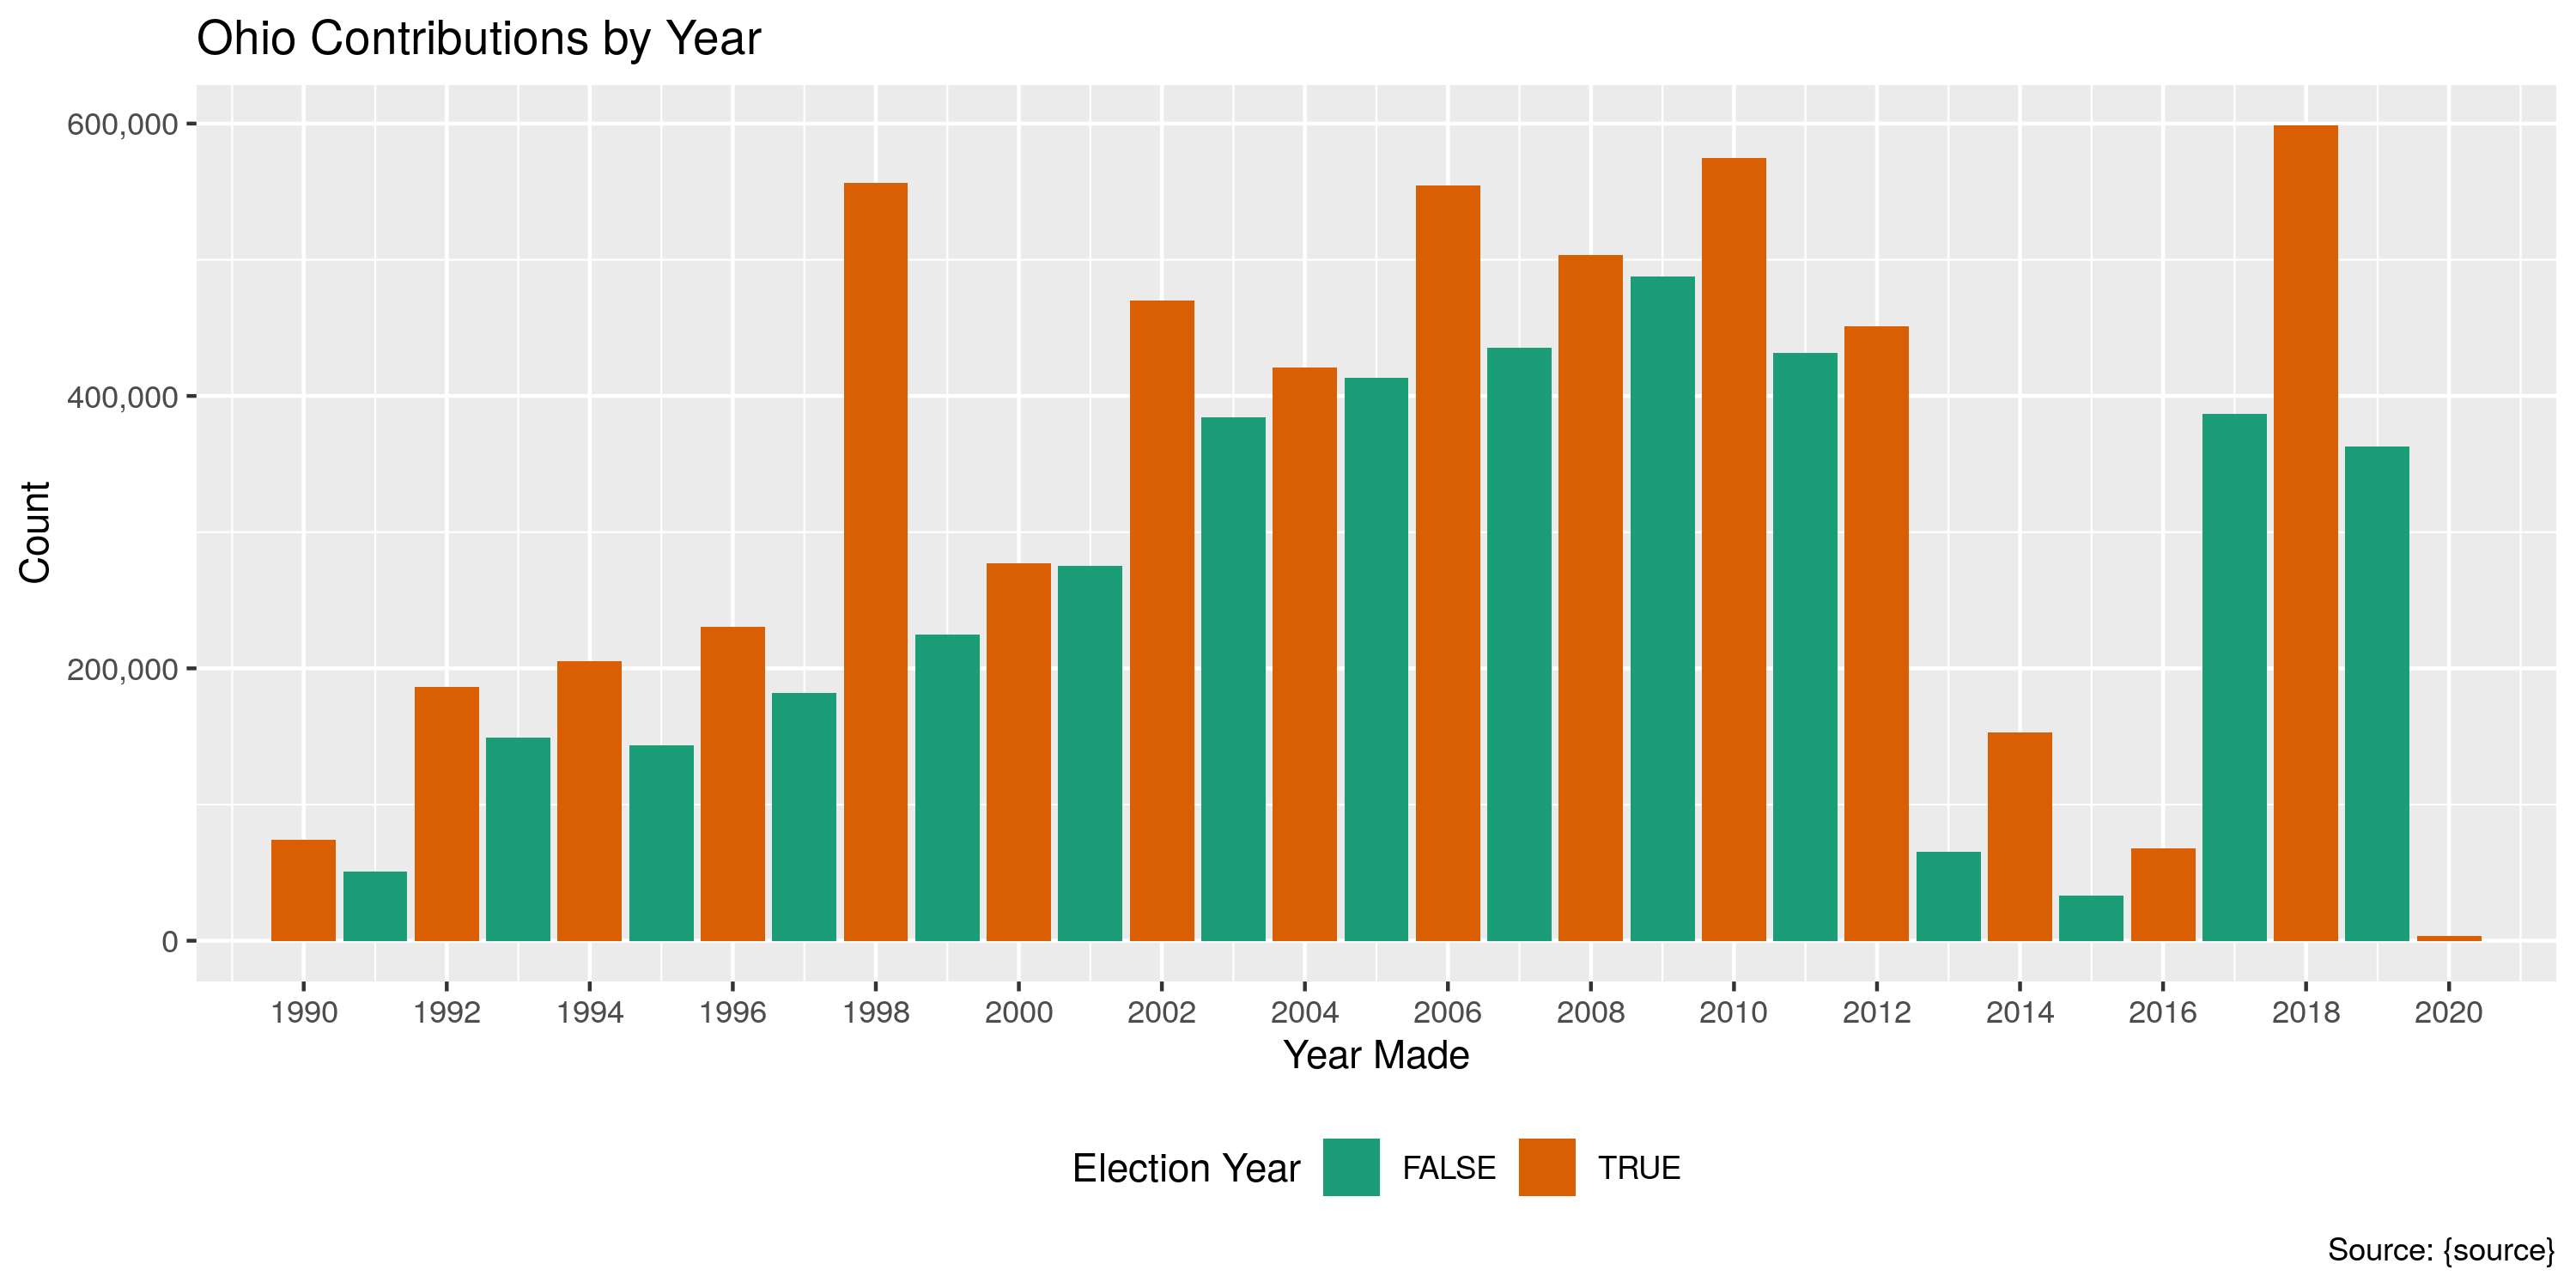 Ohio Contributions by Year
600,000
400,000
200,000
0
Count
1990 1992 1994 1996 1998 2000 2002 2004 2006 2008 2010 2012 2014 2016 2018 2020
Year Made
Election Year FALSE TRUE
Source: {source}